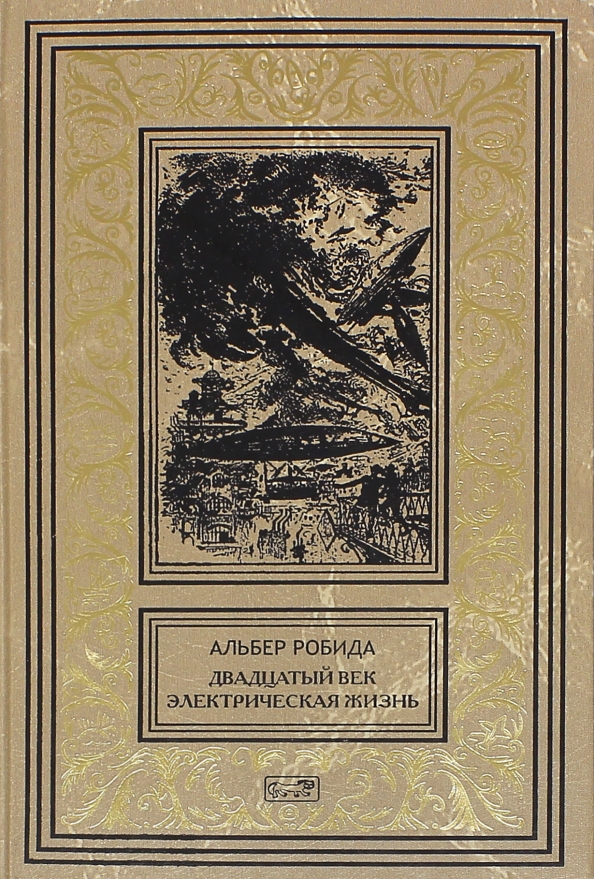 АЛЬБЕР РОБИДА
ДВАДЦАТЫЙ ВЕК
ЭЛЕКТРИЧЕСКАЯ ЖИЗНЬ